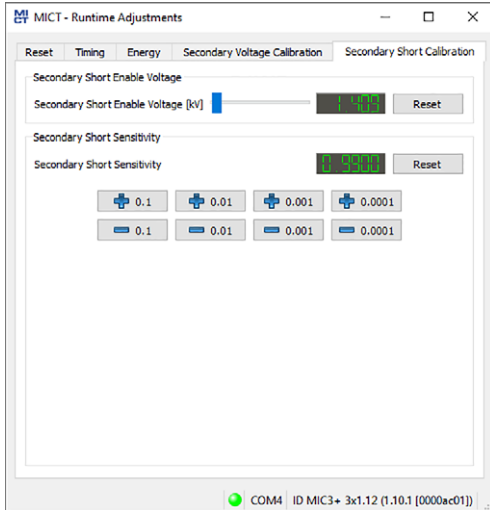 MICT MICT - Runtime Adjustments
Reset Timing Energy Secondary Voltage Calibration Secondary Short Calibration
Secondary Short Enable Voltage
Secondary Short Enable Voltage [kV] 1.409 Reset
Secondary Short Sensitivity
Secondary Short Sensitivity 0.9900 Reset
0.1 0.01 0.001 0.0001
0.1 0.01 0.001 0.0001
COM4 ID MIC3+ 3x1.12 (1.10.1 [0000ac01])